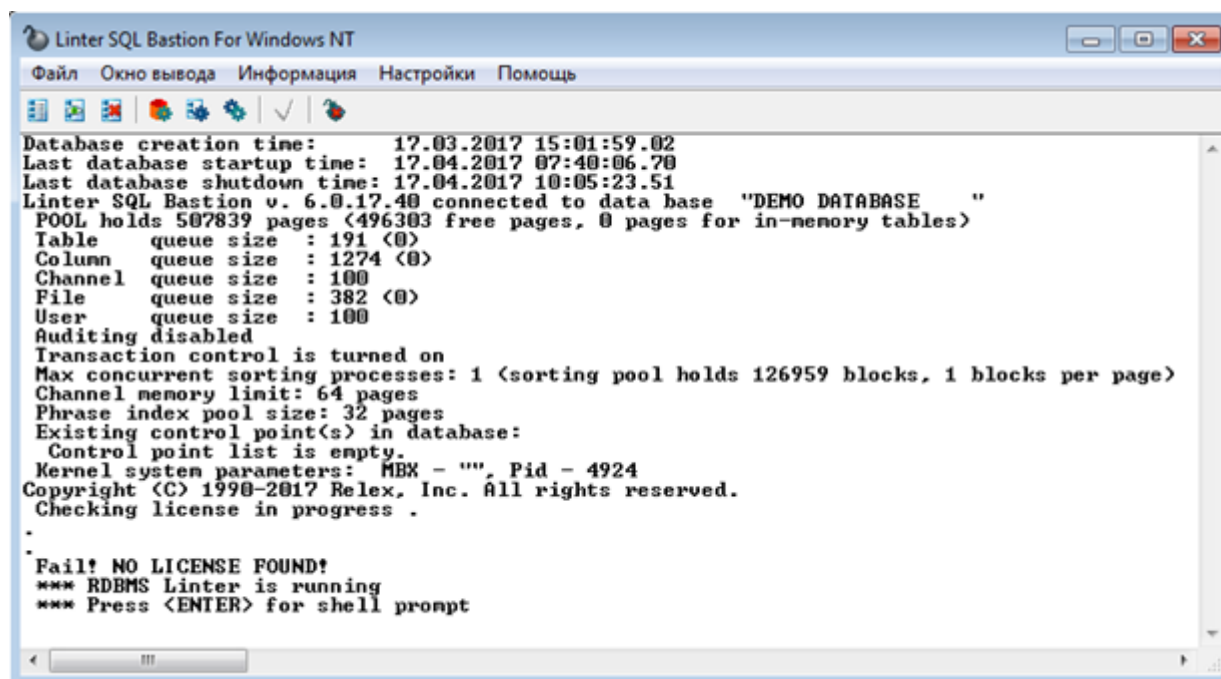 Linter SQL Bastion For Windows NT
Файл Окно вывода Информация Настройки Помощь
Database creation time: 17.03.2017 15:01:59.02
Last database startup time: 17.04.2017 07:40:06.70
Last database shutdown time: 17.04.2017 10:05:23.51
Linter SQL Bastion v. 6.0.17.40 connected to data base "DEMO DATABASE "
POOL holds 507839 pages (496303 free pages, 0 pages for in-memory tables)
Table queue size : 191 (0)
Column queue size : 1274 (0)
Channel queue size : 100
File queue size : 382 (0)
User queue size : 100
Auditing disabled
Transaction control is turned on
Max concurrent sorting processes: 1 (sorting pool holds 126959 blocks, 1 blocks per page)
Channel memory limit: 64 pages
Phrase index pool size: 32 pages
Existing control point(s) in database:
Control point list is empty.
Kernel system parameters: MBX - "", Pid - 4924
Copyright (C) 1990-2017 Relex, Inc. All rights reserved.
Checking license in progress .
.
.
Fail! NO LICENSE FOUND!
*** RDBMS Linter is running
*** Press <ENTER> for shell prompt